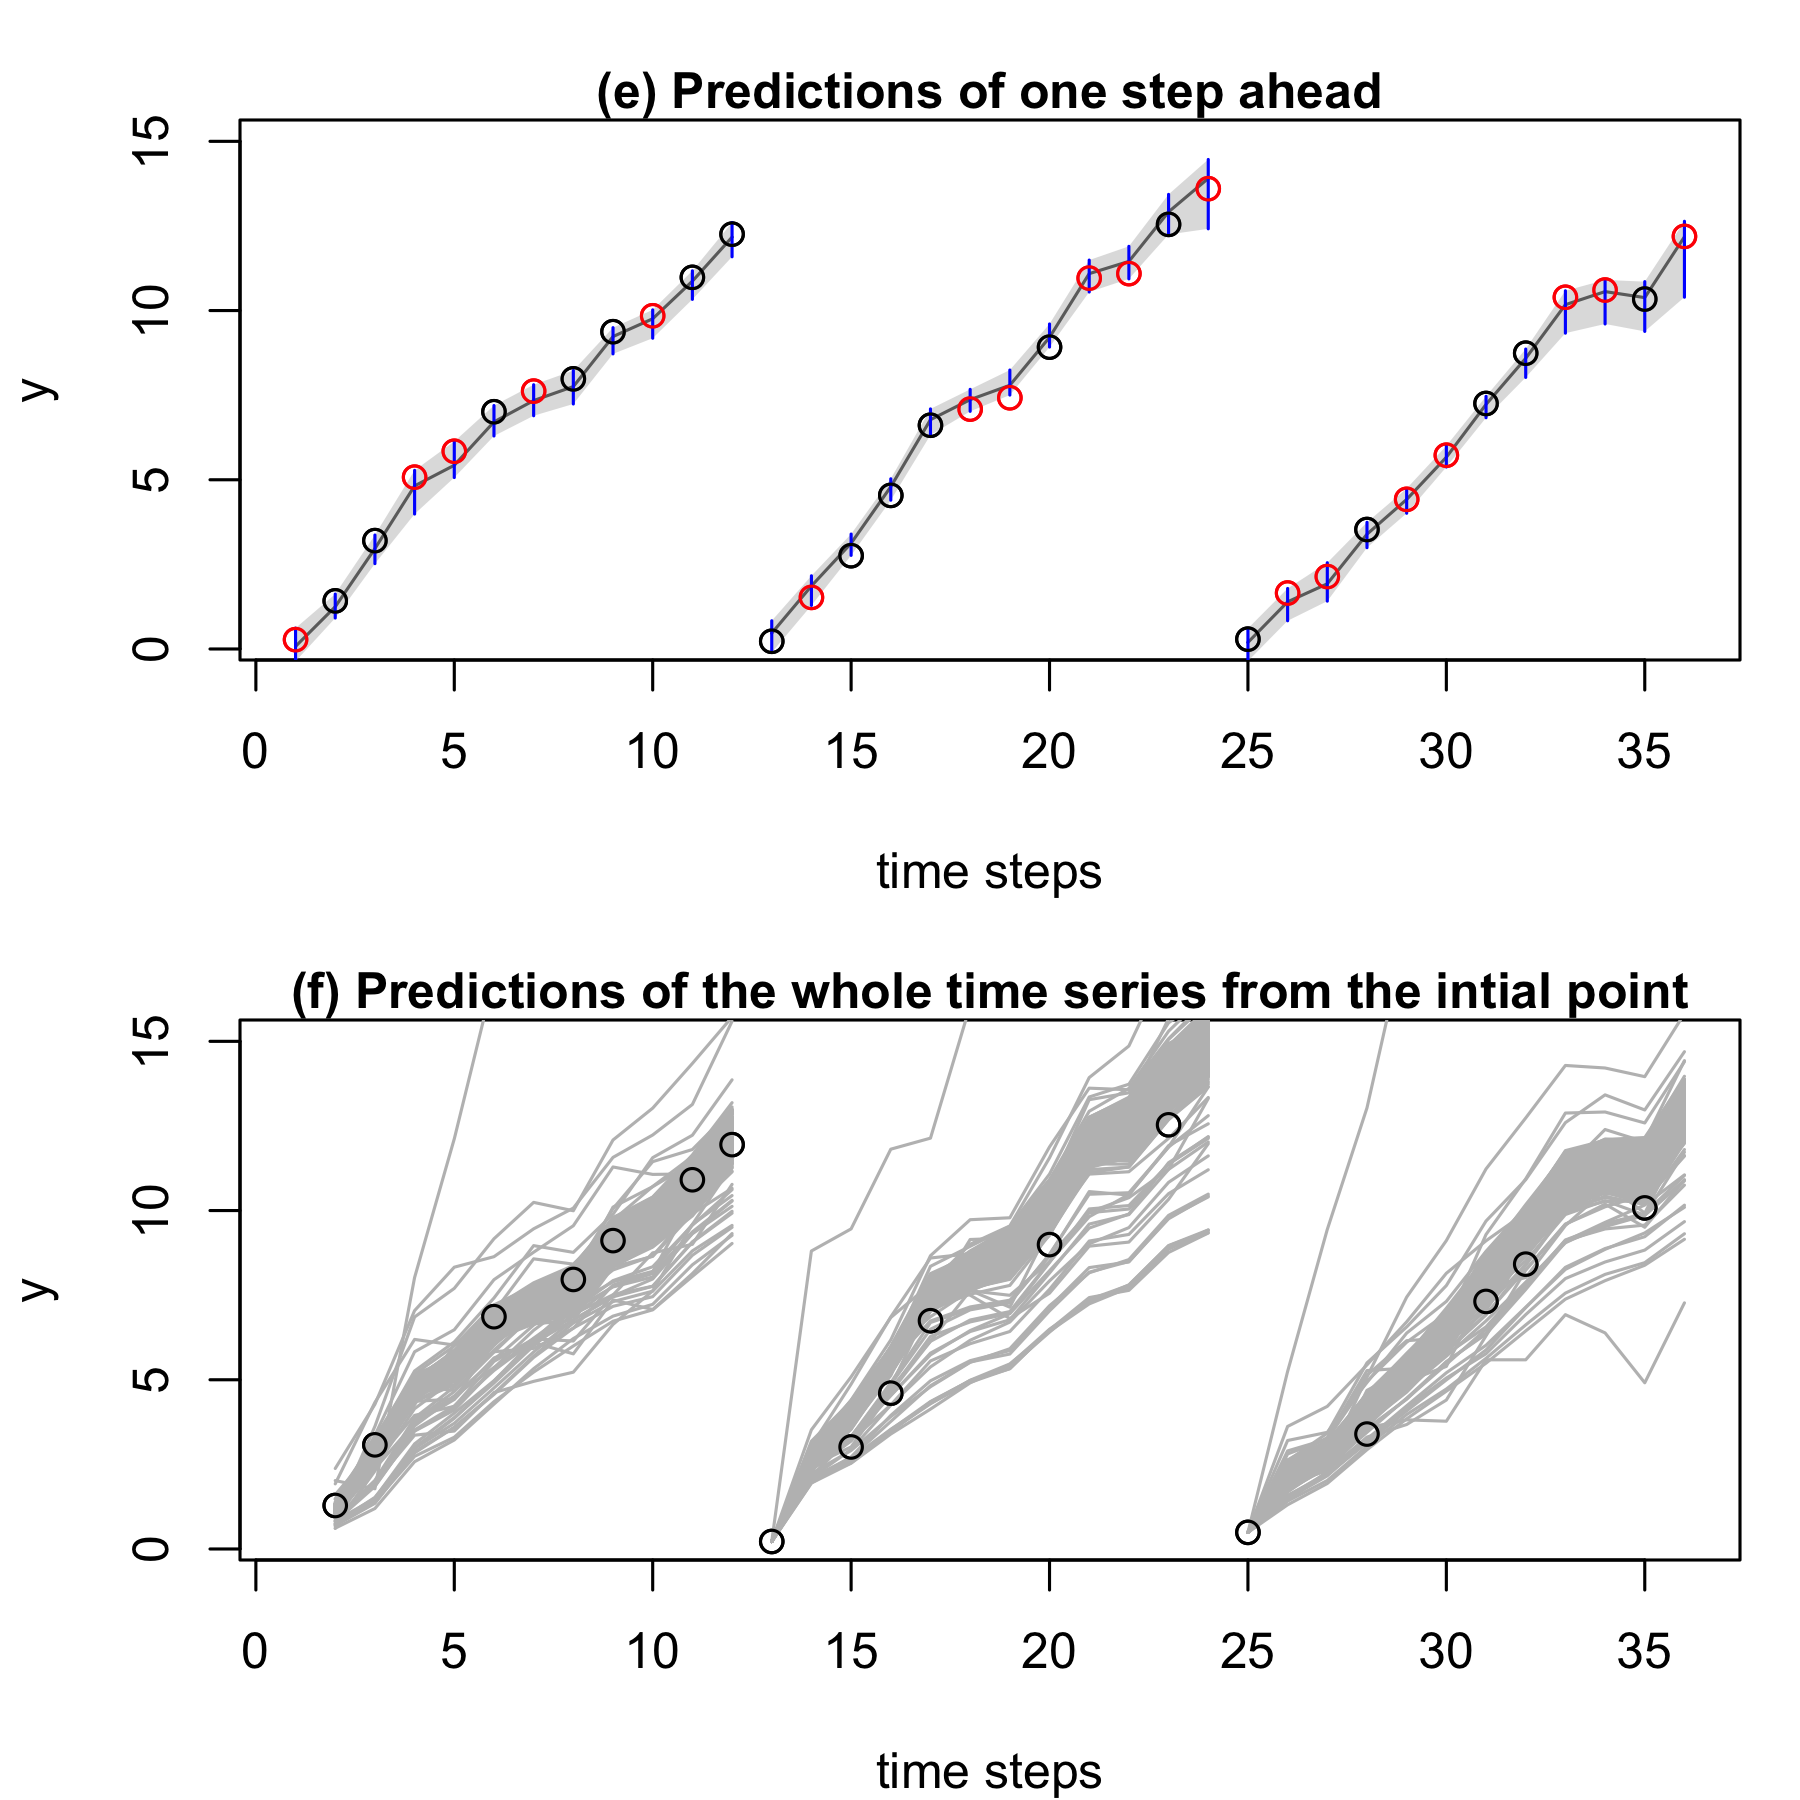 (e) Predictions of one step ahead
y
15
10
5
0
0 5 10 15 20 25 30 35
time steps
(f) Predictions of the whole time series from the intial point
y
15
10
5
0
0 5 10 15 20 25 30 35
time steps